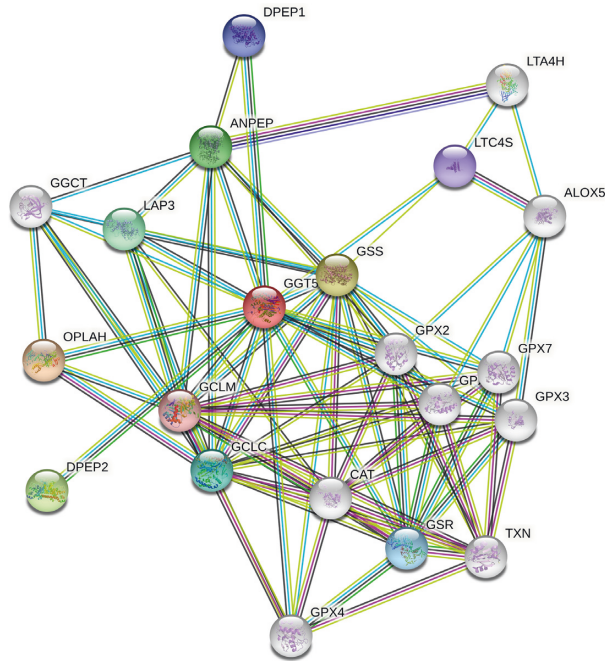 DPEP1
LTA4H
ANPEP
LTC4S
GGCT
LAP3
ALOX5
GSS
GGT5
OPLAH
GPX2
GPX7
GCLM
GPX3
GCLC
DPEP2
CAT
GSR
TXN
GPX4